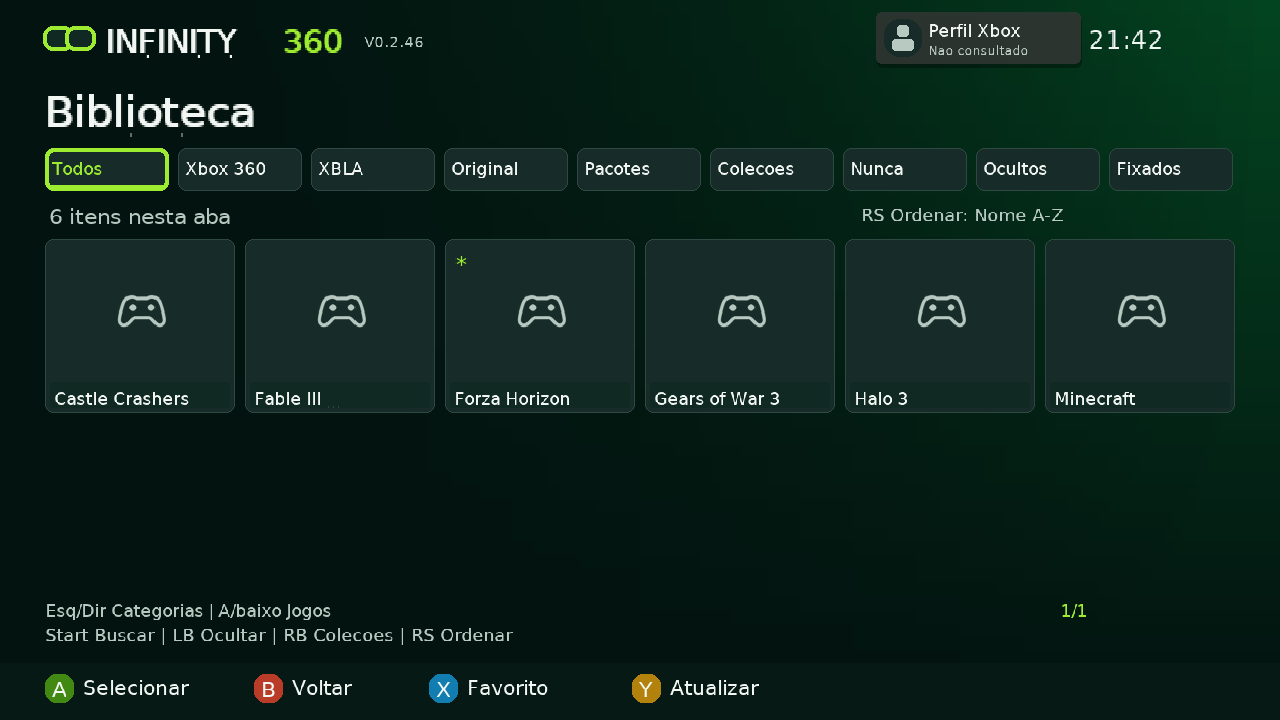 INFINITY 360 V0.2.46
Perfil Xbox
Nao consultado
21:42
Biblioteca
Todos Xbox 360 XBLA Original Pacotes Colecoes Nunca Ocultos Fixados
6 itens nesta aba RS Ordenar: Nome A-Z
*
Castle Crashers Fable III Forza Horizon Gears of War 3 Halo 3 Minecraft
Esq/Dir Categorias | A/baixo Jogos 1/1
Start Buscar | LB Ocultar | RB Colecoes | RS Ordenar
A Selecionar B Voltar X Favorito Y Atualizar